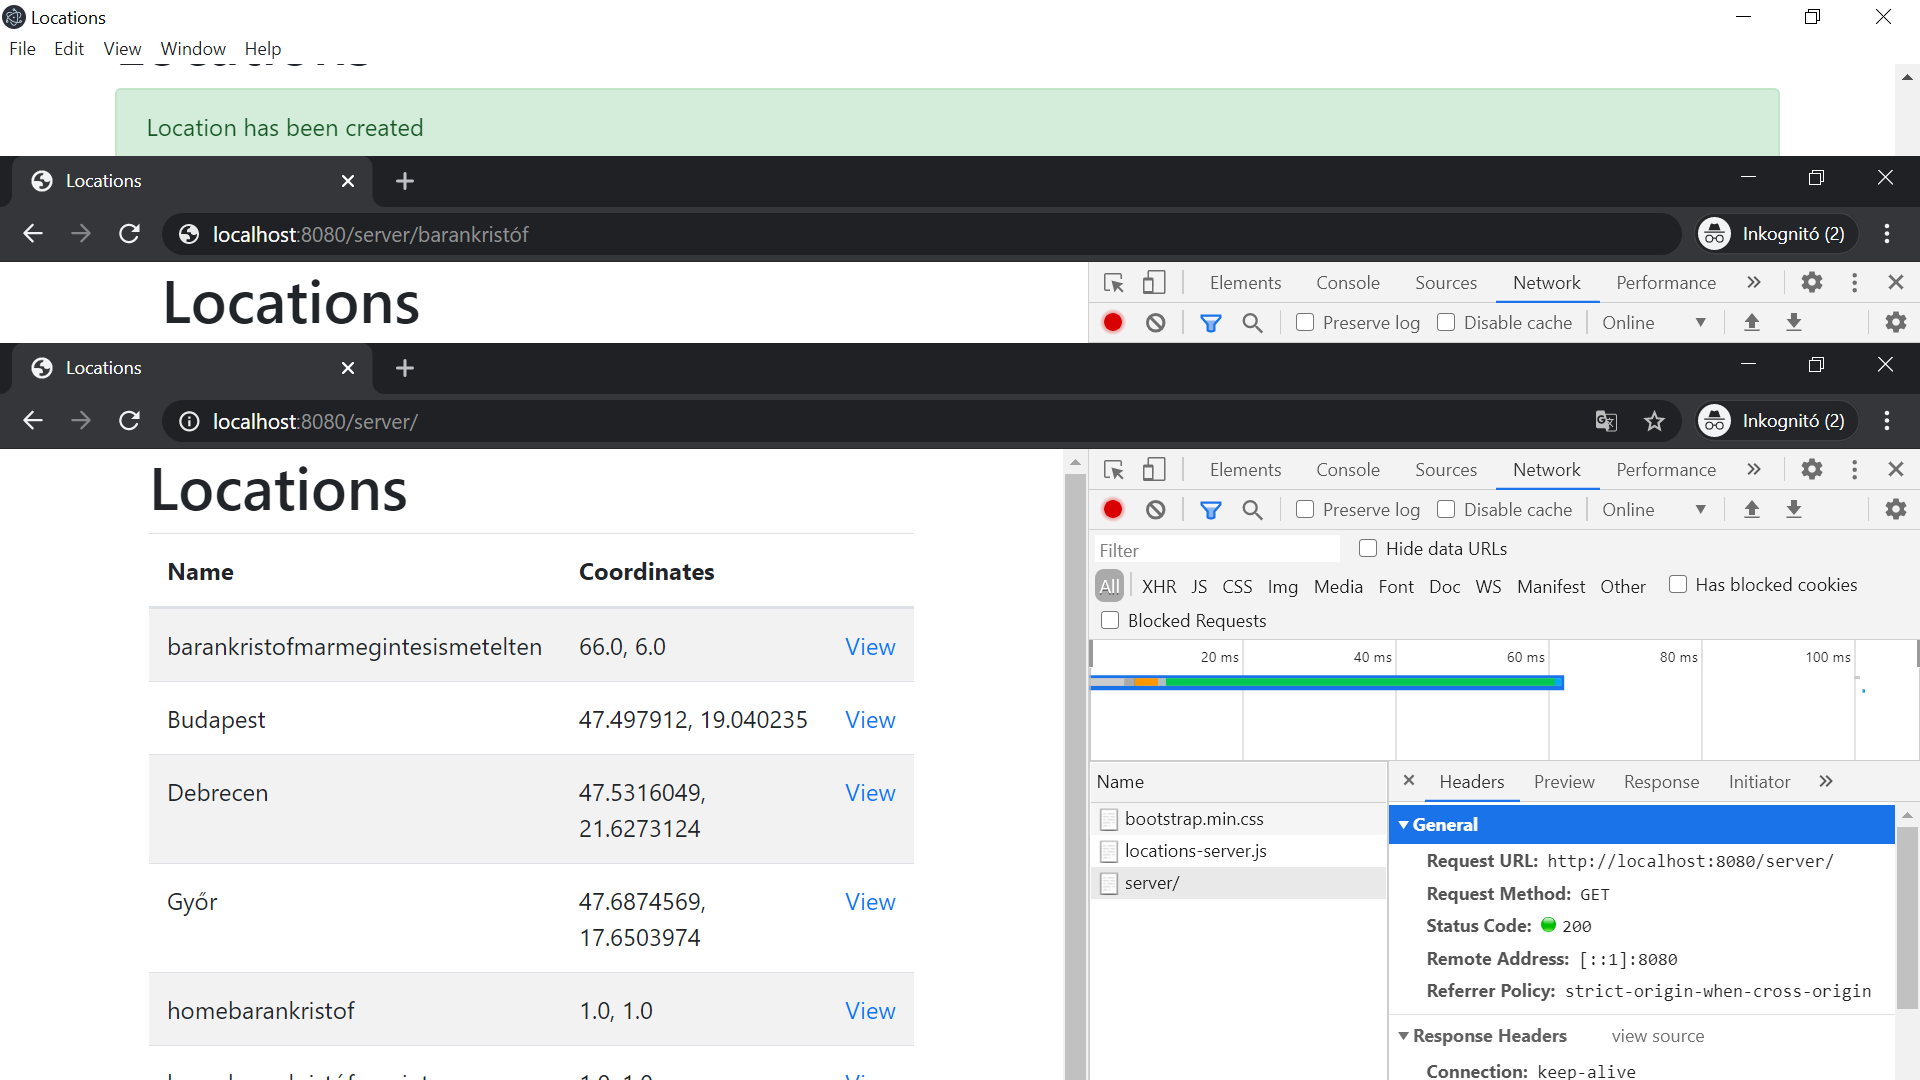 Locations
File Edit View Window Help
Locations
Location has been created
Locations
localhost:8080/server/barankristóf
Inkognitó (2)
Locations
Elements Console Sources Network Performance
Preserve log Disable cache Online
Locations
localhost:8080/server/
Inkognitó (2)
Locations
Name Coordinates
barankristofmarmegintesismetelten 66.0, 6.0 View
Budapest 47.497912, 19.040235 View
Debrecen 47.5316049, View
21.6273124
Győr 47.6874569, View
17.6503974
homebarankristof 1.0, 1.0 View
Elements Console Sources Network Performance
Preserve log Disable cache Online
Filter Hide data URLs
All XHR JS CSS Img Media Font Doc WS Manifest Other Has blocked cookies
Blocked Requests
20 ms 40 ms 60 ms 80 ms 100 ms
Name
bootstrap.min.css
locations-server.js
server/
Headers Preview Response Initiator
General
Request URL: http://localhost:8080/server/
Request Method: GET
Status Code: 200
Remote Address: [::1]:8080
Referrer Policy: strict-origin-when-cross-origin
Response Headers view source
Connection: keep-alive